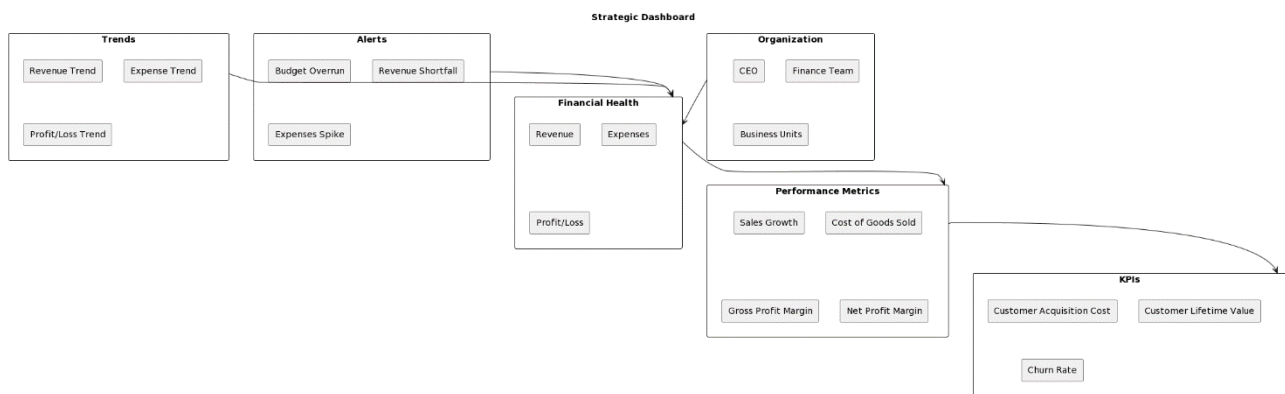 Strategic Dashboard
Trends
Revenue Trend
Expense Trend
Profit/Loss Trend
Alerts
Budget Overrun
Revenue Shortfall
Expenses Spike
Organization
CEO
Finance Team
Business Units
Financial Health
Revenue
Expenses
Profit/Loss
Performance Metrics
Sales Growth
Cost of Goods Sold
Gross Profit Margin
Net Profit Margin
KPIs
Customer Acquisition Cost
Customer Lifetime Value
Churn Rate